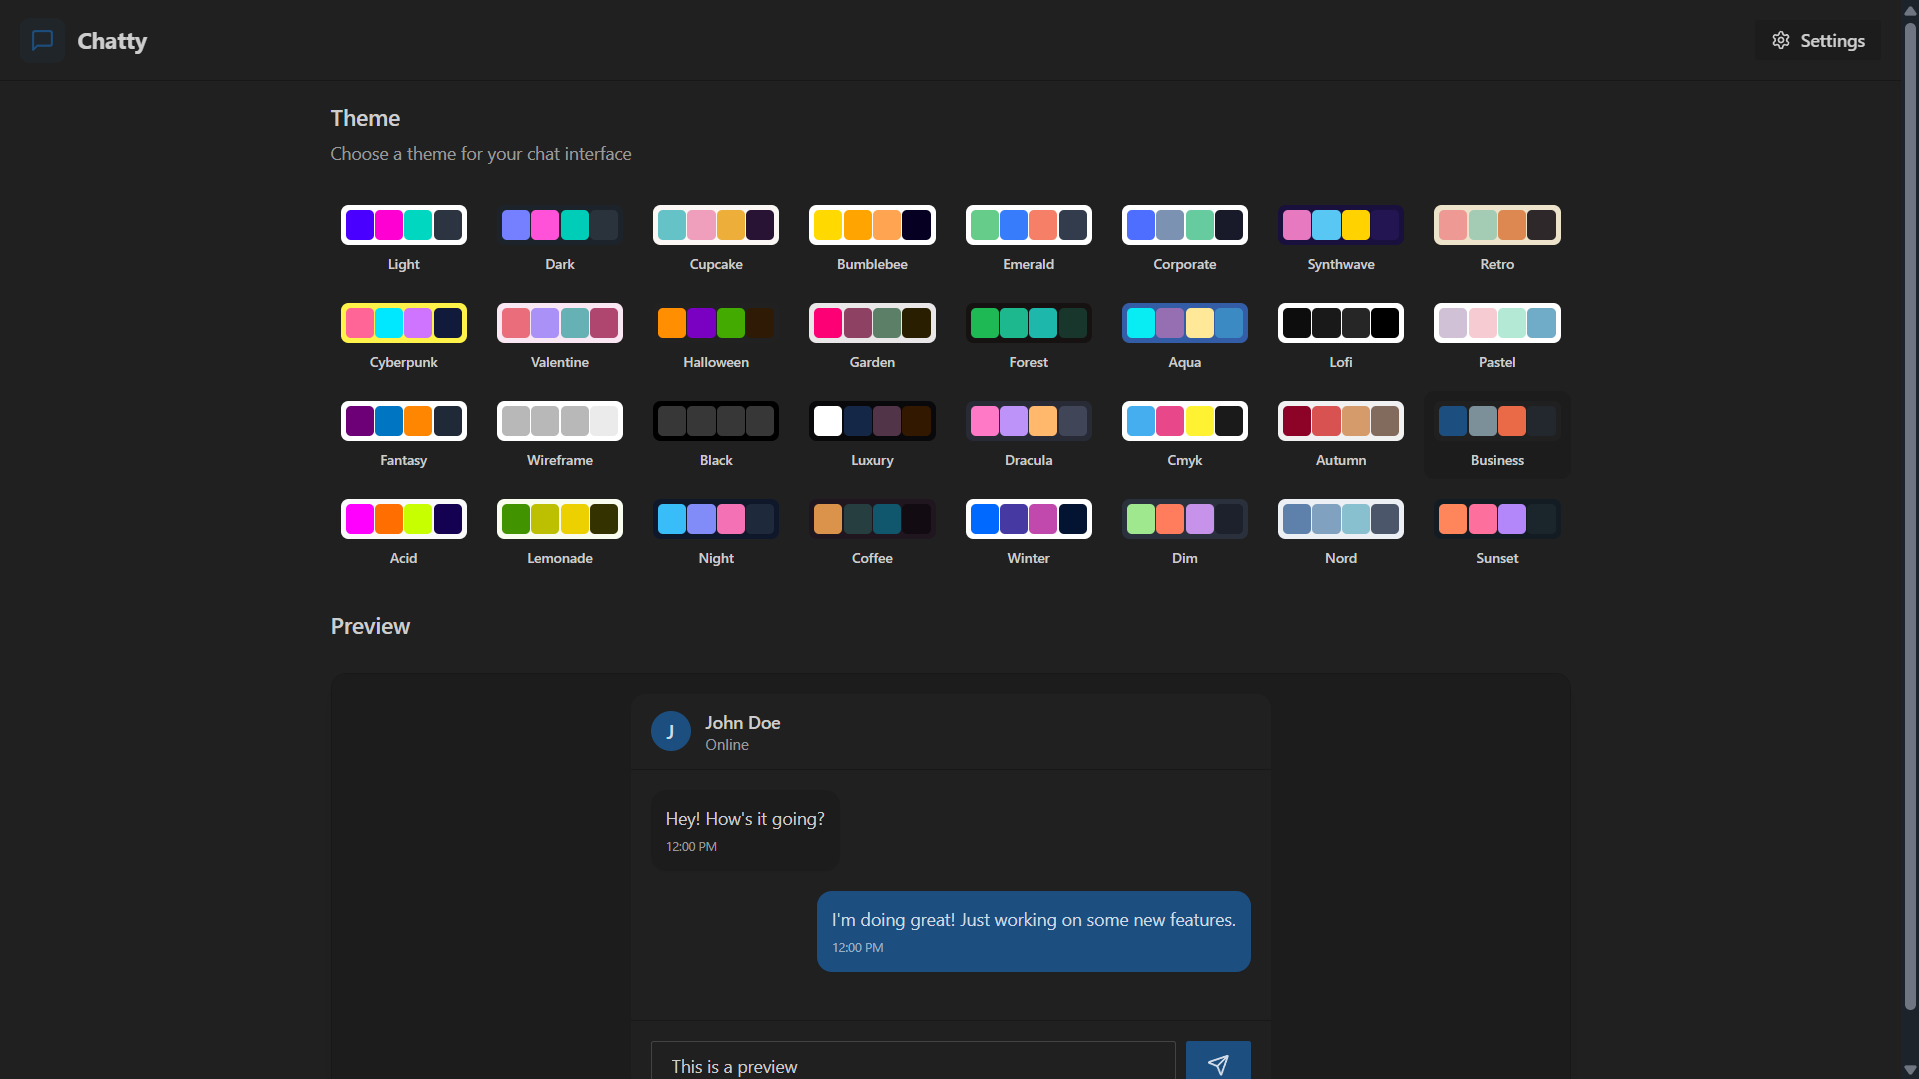 Chatty
Settings
Theme
Choose a theme for your chat interface
Light
Dark
Cupcake
Bumblebee
Emerald
Corporate
Synthwave
Retro
Cyberpunk
Valentine
Halloween
Garden
Forest
Aqua
Lofi
Pastel
Fantasy
Wireframe
Black
Luxury
Dracula
Cmyk
Autumn
Business
Acid
Lemonade
Night
Coffee
Winter
Dim
Nord
Sunset
Preview
J
John Doe
Online
Hey! How's it going?
12:00 PM
I'm doing great! Just working on some new features.
12:00 PM
This is a preview